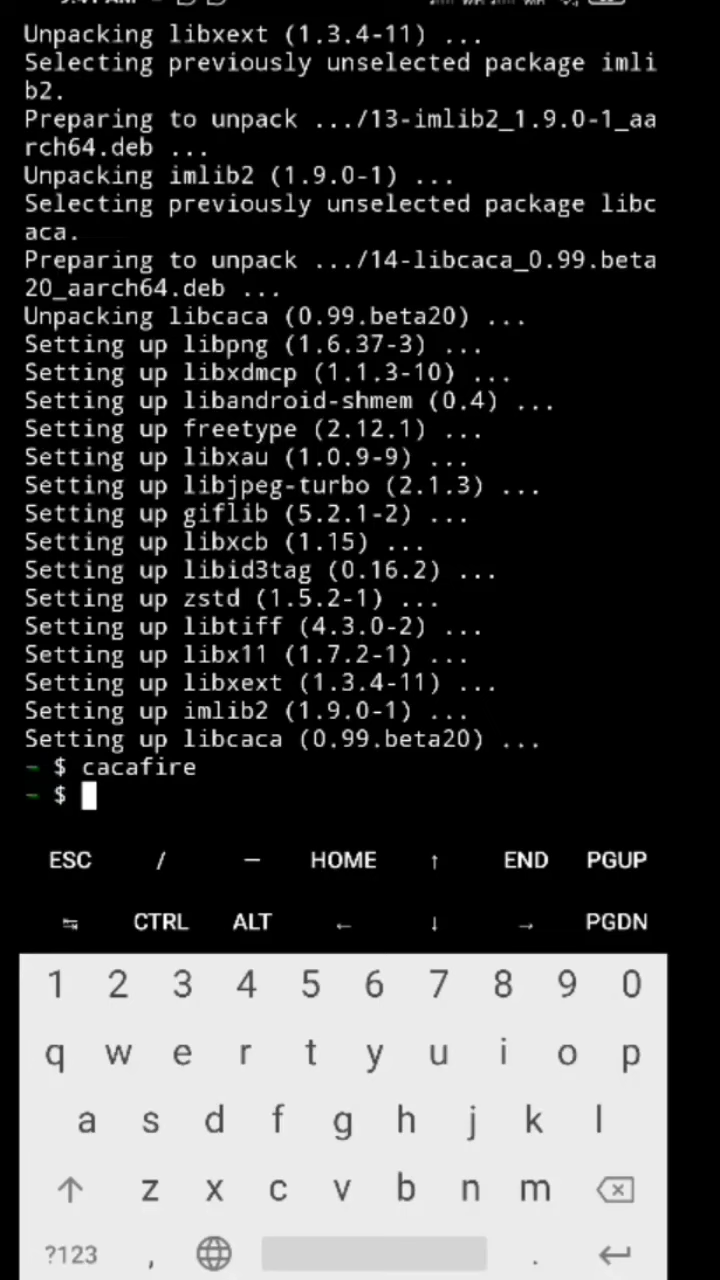 Unpacking libxext (1.3.4-11) ...
Selecting previously unselected package imli
b2.
Preparing to unpack .../13-imlib2_1.9.0-1_aa
rch64.deb ...
Unpacking imlib2 (1.9.0-1) ...
Selecting previously unselected package libc
aca.
Preparing to unpack .../14-libcaca_0.99.beta
20_aarch64.deb ...
Unpacking libcaca (0.99.beta20) ...
Setting up libpng (1.6.37-3) ...
Setting up libxdmcp (1.1.3-10) ...
Setting up libandroid-shmem (0.4) ...
Setting up freetype (2.12.1) ...
Setting up libxau (1.0.9-9) ...
Setting up libjpeg-turbo (2.1.3) ...
Setting up giflib (5.2.1-2) ...
Setting up libxcb (1.15) ...
Setting up libid3tag (0.16.2) ...
Setting up zstd (1.5.2-1) ...
Setting up libtiff (4.3.0-2) ...
Setting up libx11 (1.7.2-1) ...
Setting up libxext (1.3.4-11) ...
Setting up imlib2 (1.9.0-1) ...
Setting up libcaca (0.99.beta20) ...
~ $ cacafire
~ $
ESC / — HOME ↑ END PGUP
↹ CTRL ALT ← ↓ → PGDN
1 2 3 4 5 6 7 8 9 0
q w e r t y u i o p
a s d f g h j k l
z x c v b n m
?123 , .